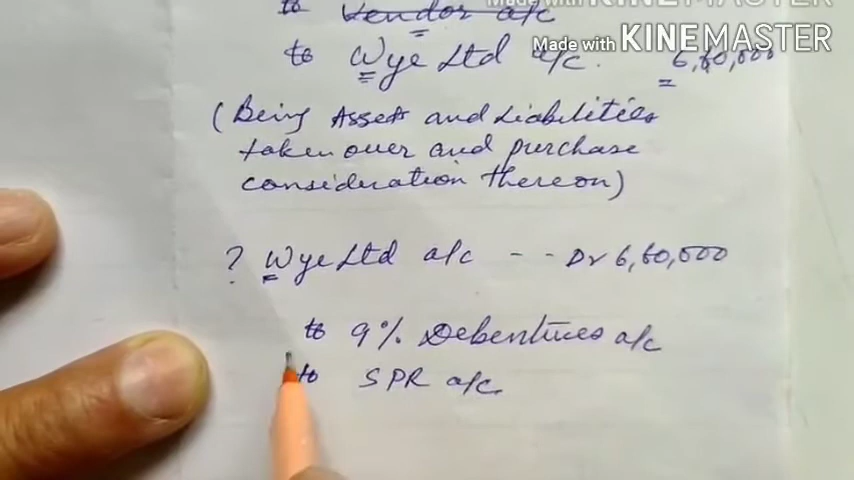 to Vendor a/c
Made with KINEMASTER
to Wye Ltd a/c. 6,60,000
(Being Assets and Liabilities
taken over and purchase
consideration thereon)
? Wye Ltd a/c -- Dr 6,60,000
to 9% Debentures a/c
to SPR a/c.